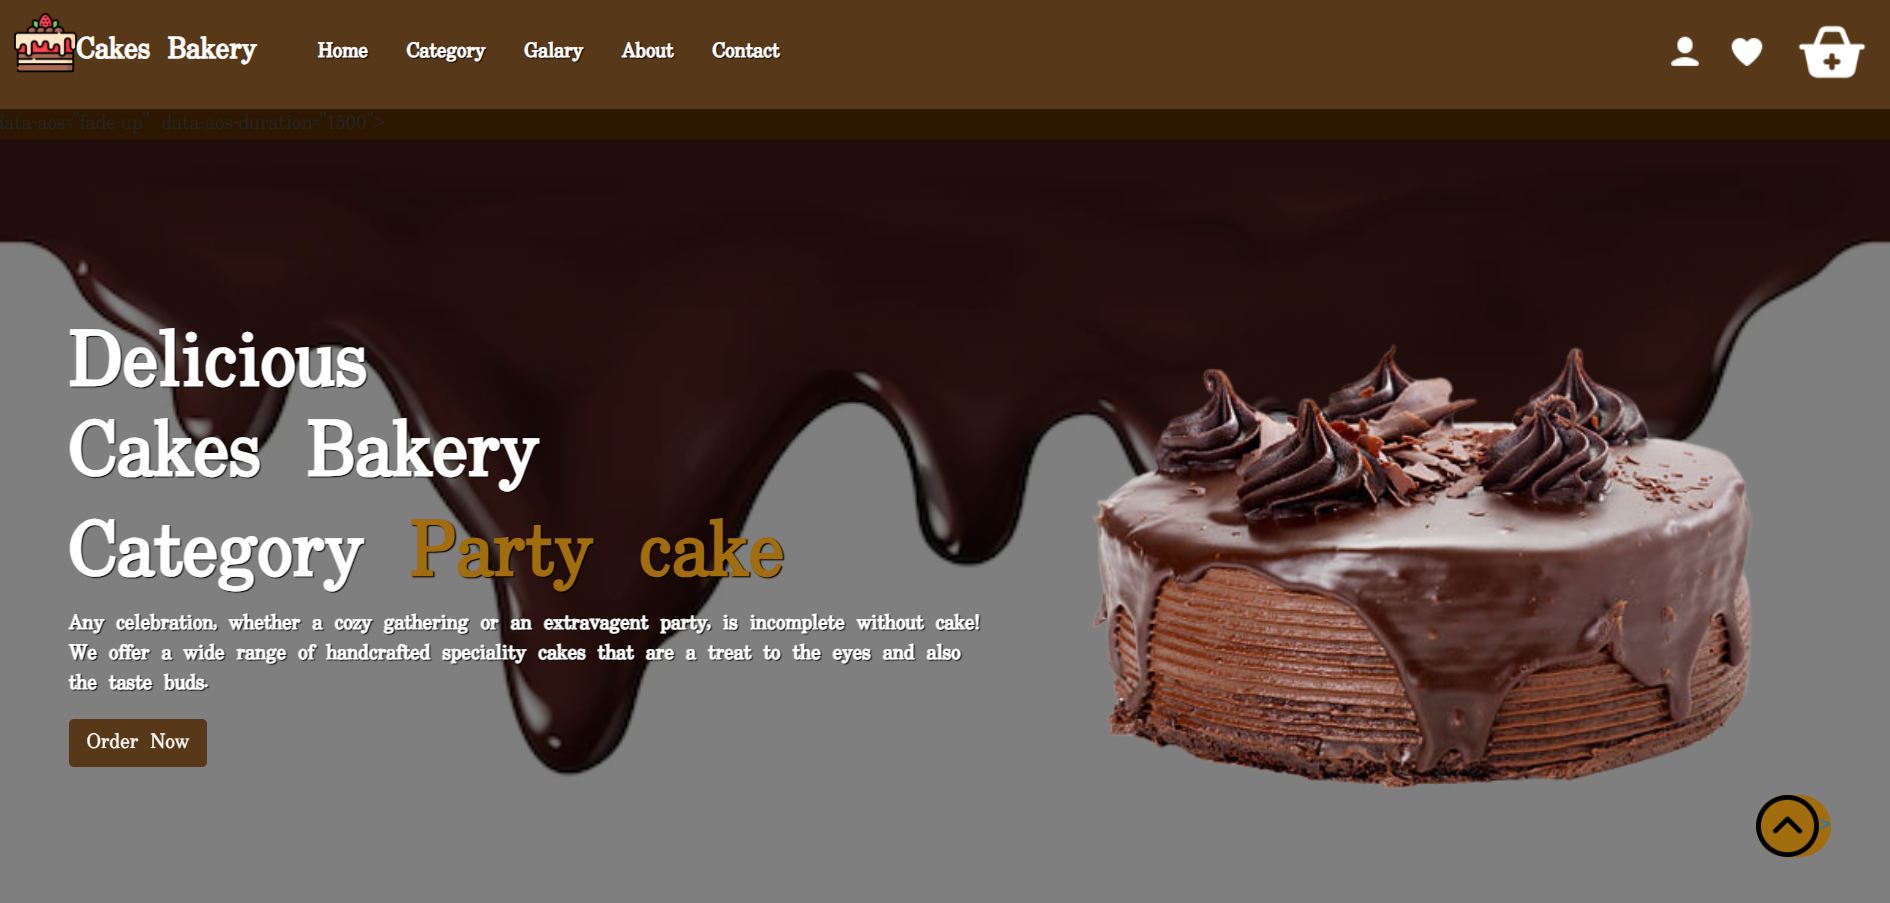 Cakes Bakery
Home Category Galary About Contact
data-aos="fade-up" data-aos-duration="1500">
Delicious
Cakes Bakery
Category Party cake
Any celebration, whether a cozy gathering or an extravagent party, is incomplete without cake!
We offer a wide range of handcrafted speciality cakes that are a treat to the eyes and also
the taste buds.
Order Now
>